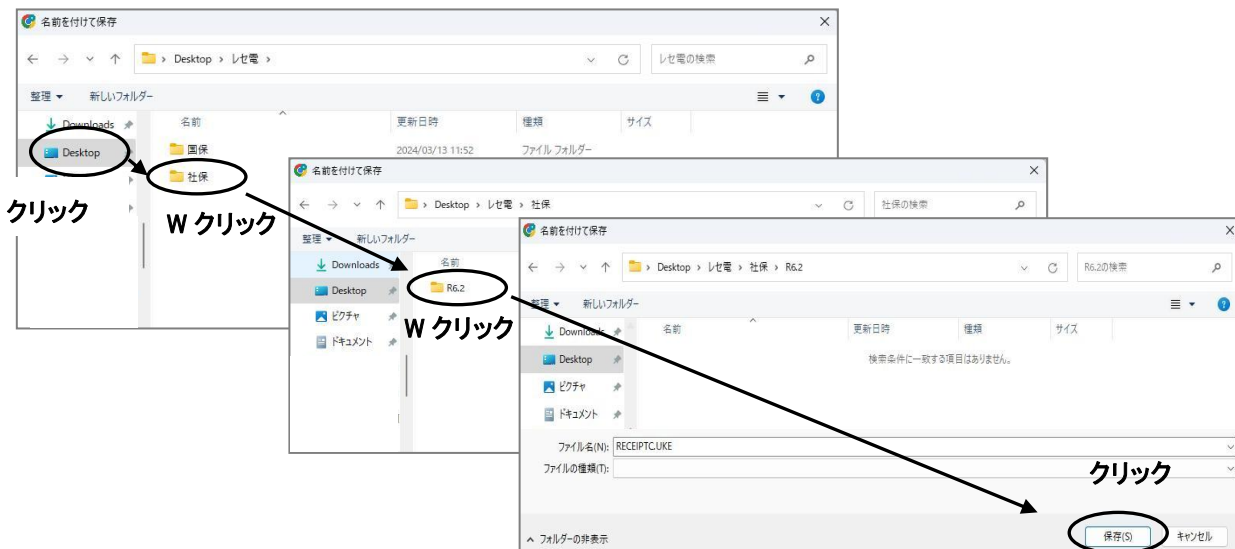 名前を付けて保存
Desktop › レセ電 ›
レセ電の検索
整理 新しいフォルダー
名前 更新日時 種類 サイズ
Downloads
Desktop
国保 2024/03/13 11:52 ファイル フォルダー
社保
クリック
W クリック
名前を付けて保存
Desktop › レセ電 › 社保
社保の検索
整理 新しいフォルダー
名前
Downloads
Desktop
ピクチャ
ドキュメント
R6.2
W クリック
名前を付けて保存
Desktop › レセ電 › 社保 › R6.2
R6.2の検索
整理 新しいフォルダー
名前 更新日時 種類 サイズ
Downloads
Desktop
ピクチャ
ドキュメント
検索条件に一致する項目はありません。
ファイル名(N): RECEIPTC.UKE
ファイルの種類(T):
クリック
フォルダーの非表示
保存(S) キャンセル